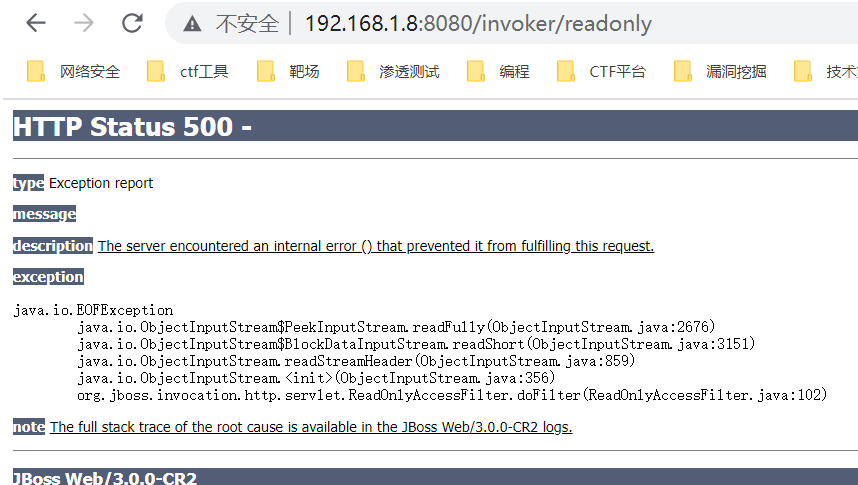 不安全 192.168.1.8:8080/invoker/readonly
网络安全 ctf工具 靶场 渗透测试 编程 CTF平台 漏洞挖掘
HTTP Status 500 -
type Exception report
message
description The server encountered an internal error () that prevented it from fulfilling this request.
exception
java.io.EOFException
java.io.ObjectInputStream$PeekInputStream.readFully(ObjectInputStream.java:2676)
java.io.ObjectInputStream$BlockDataInputStream.readShort(ObjectInputStream.java:3151)
java.io.ObjectInputStream.readStreamHeader(ObjectInputStream.java:859)
java.io.ObjectInputStream.<init>(ObjectInputStream.java:356)
org.jboss.invocation.http.servlet.ReadOnlyAccessFilter.doFilter(ReadOnlyAccessFilter.java:102)
note The full stack trace of the root cause is available in the JBoss Web/3.0.0-CR2 logs.
JBoss Web/3.0.0-CR2